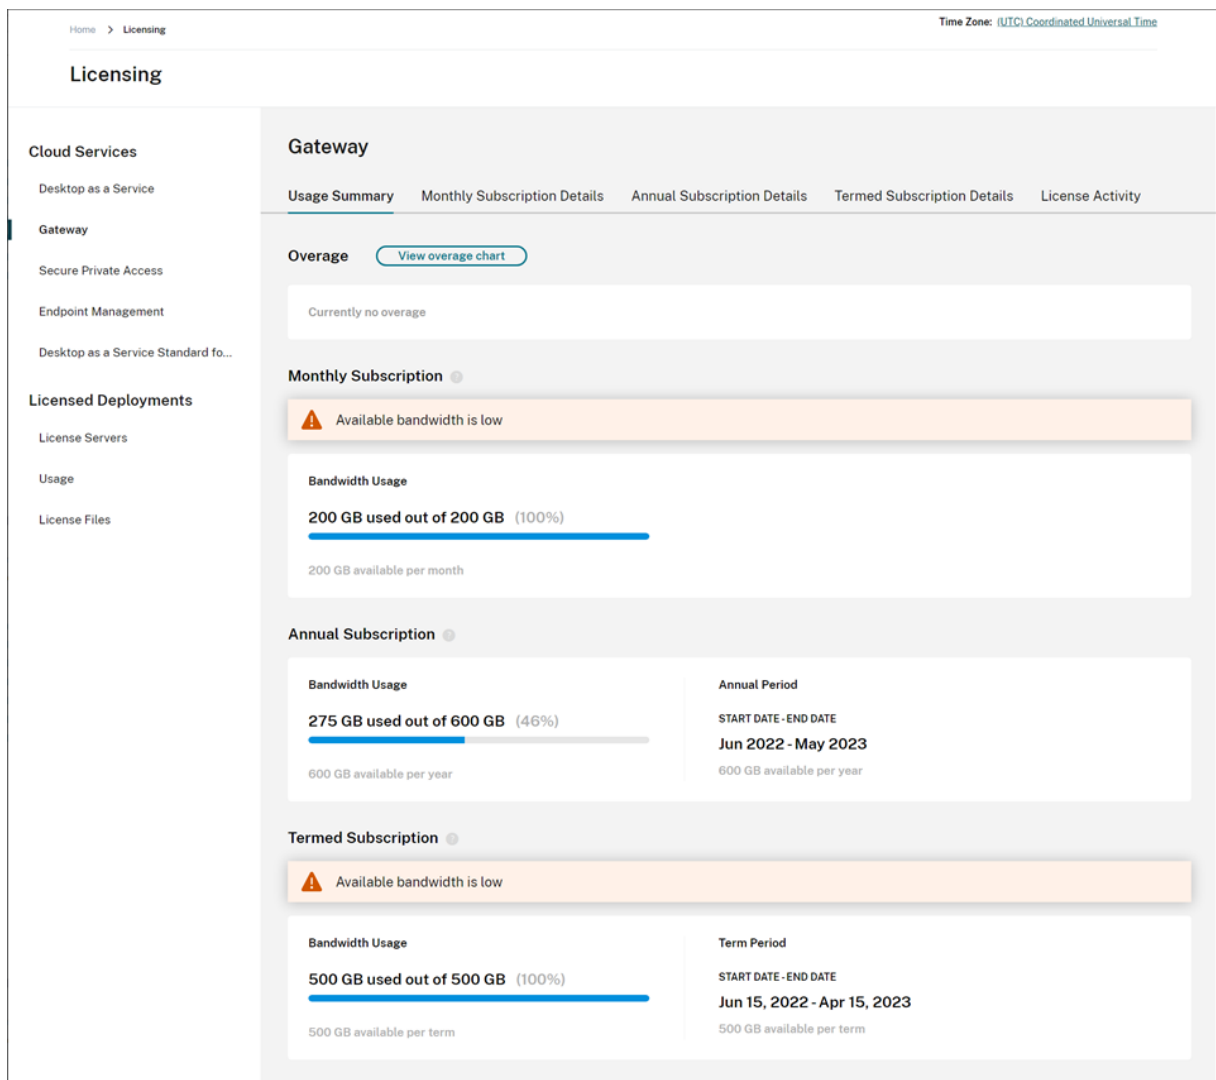 Home > Licensing
Time Zone: (UTC) Coordinated Universal Time
Licensing
Cloud Services
Desktop as a Service
Gateway
Secure Private Access
Endpoint Management
Desktop as a Service Standard fo...
Licensed Deployments
License Servers
Usage
License Files
Gateway
Usage Summary Monthly Subscription Details Annual Subscription Details Termed Subscription Details License Activity
Overage View overage chart
Currently no overage
Monthly Subscription ?
Available bandwidth is low
Bandwidth Usage
200 GB used out of 200 GB (100%)
200 GB available per month
Annual Subscription ?
Bandwidth Usage
275 GB used out of 600 GB (46%)
600 GB available per year
Annual Period
START DATE - END DATE
Jun 2022 - May 2023
600 GB available per year
Termed Subscription ?
Available bandwidth is low
Bandwidth Usage
500 GB used out of 500 GB (100%)
500 GB available per term
Term Period
START DATE - END DATE
Jun 15, 2022 - Apr 15, 2023
500 GB available per term